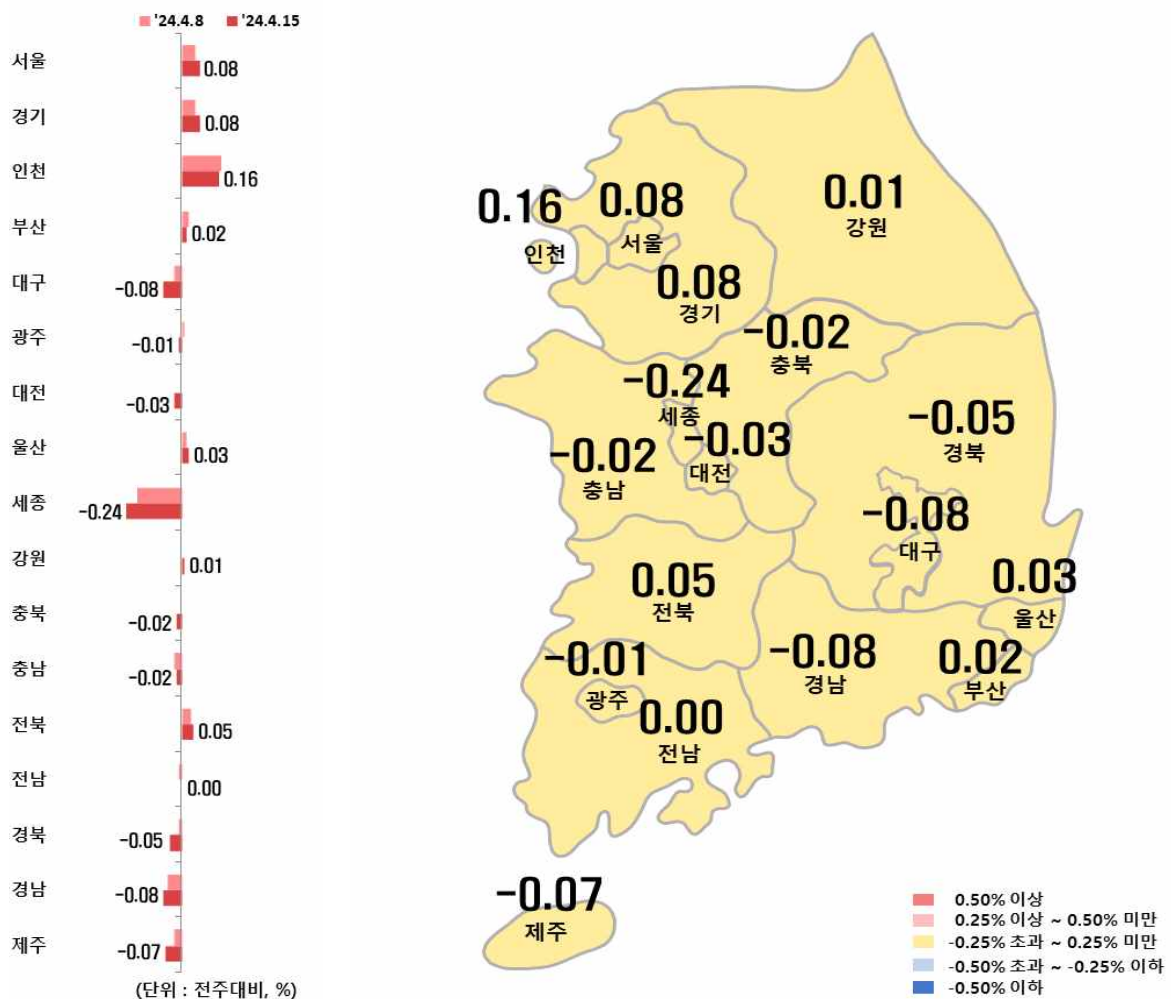 '24.4.8 '24.4.15
서울 0.08
경기 0.08
인천 0.16
부산 0.02
대구 -0.08
광주 -0.01
대전 -0.03
울산 0.03
세종 -0.24
강원 0.01
충북 -0.02
충남 -0.02
전북 0.05
전남 0.00
경북 -0.05
경남 -0.08
제주 -0.07
(단위 : 전주대비, %)
0.01
강원
0.16
인천
0.08
서울
0.08
경기
-0.02
충북
-0.24
세종
-0.03
대전
-0.02
충남
-0.05
경북
-0.08
대구
0.03
울산
0.05
전북
-0.08
경남
0.02
부산
-0.01
광주
0.00
전남
-0.07
제주
0.50% 이상
0.25% 이상 ~ 0.50% 미만
-0.25% 초과 ~ 0.25% 미만
-0.50% 초과 ~ -0.25% 이하
-0.50% 이하